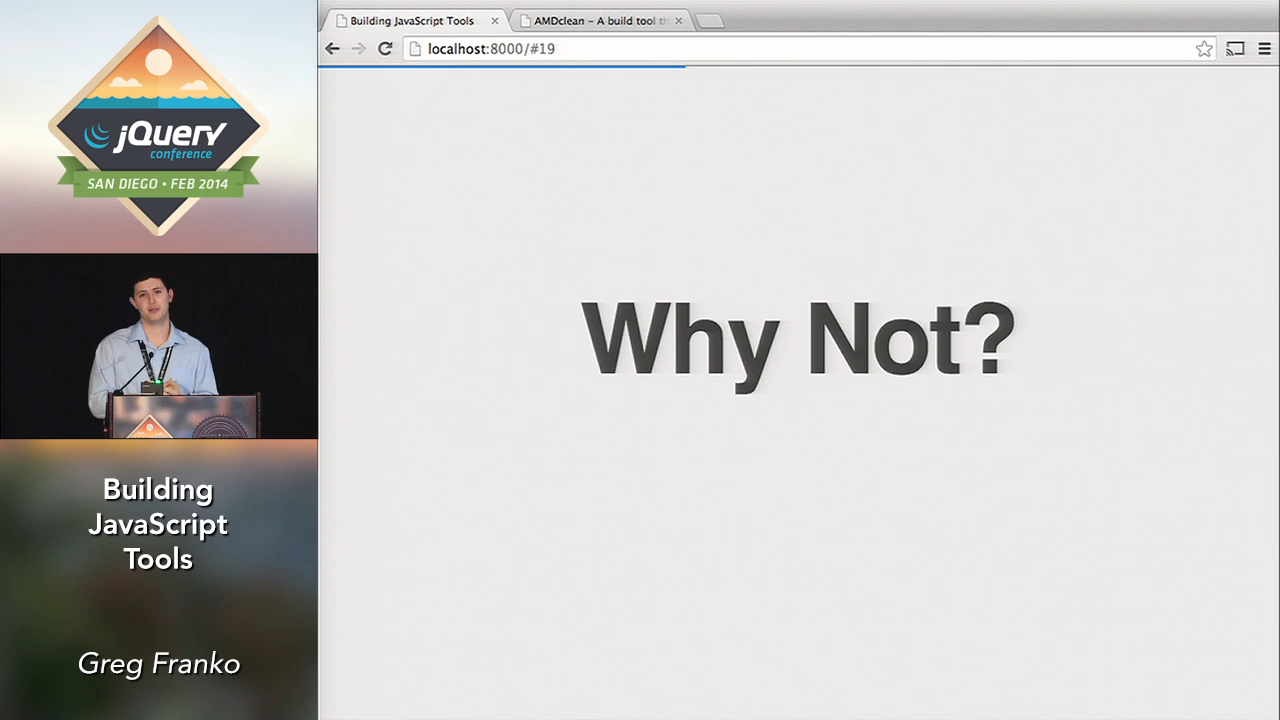 jQuery
conference
SAN DIEGO • FEB 2014
Building
JavaScript
Tools
Greg Franko
Building JavaScript Tools
AMDclean – A build tool th
localhost:8000/#19
Why Not?